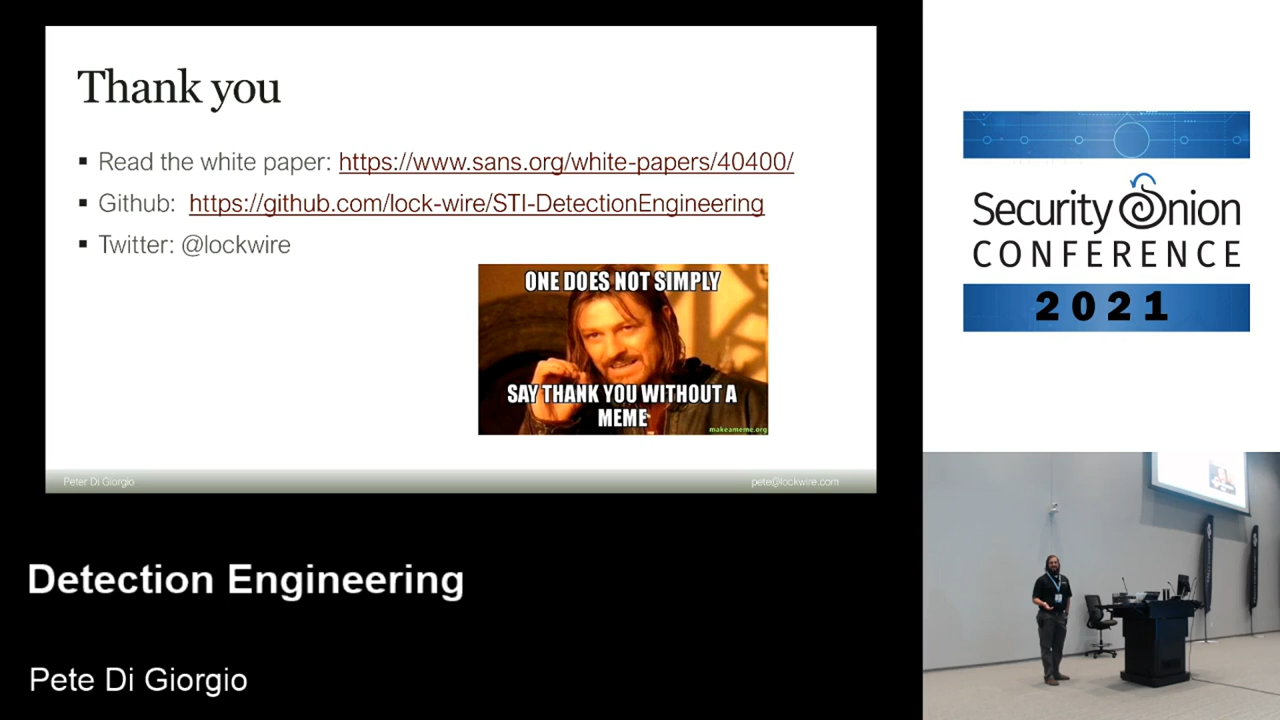 Thank you
▪ Read the white paper: https://www.sans.org/white-papers/40400/
▪ Github: https://github.com/lock-wire/STI-DetectionEngineering
▪ Twitter: @lockwire
ONE DOES NOT SIMPLY
SAY THANK YOU WITHOUT A
MEME
makeameme.org
Peter Di Giorgio
pete@lockwire.com
Security Onion
CONFERENCE
2021
Detection Engineering
Pete Di Giorgio